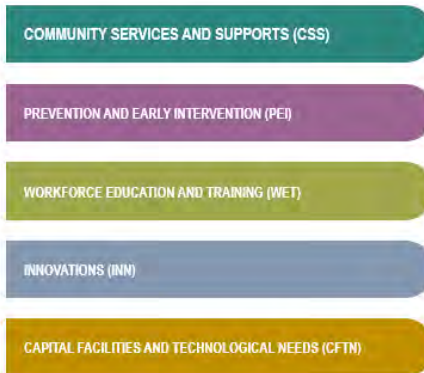 COMMUNITY SERVICES AND SUPPORTS (CSS)
PREVENTION AND EARLY INTERVENTION (PEI)
WORKFORCE EDUCATION AND TRAINING (WET)
INNOVATIONS (INN)
CAPITAL FACILITIES AND TECHNOLOGICAL NEEDS (CFTN)